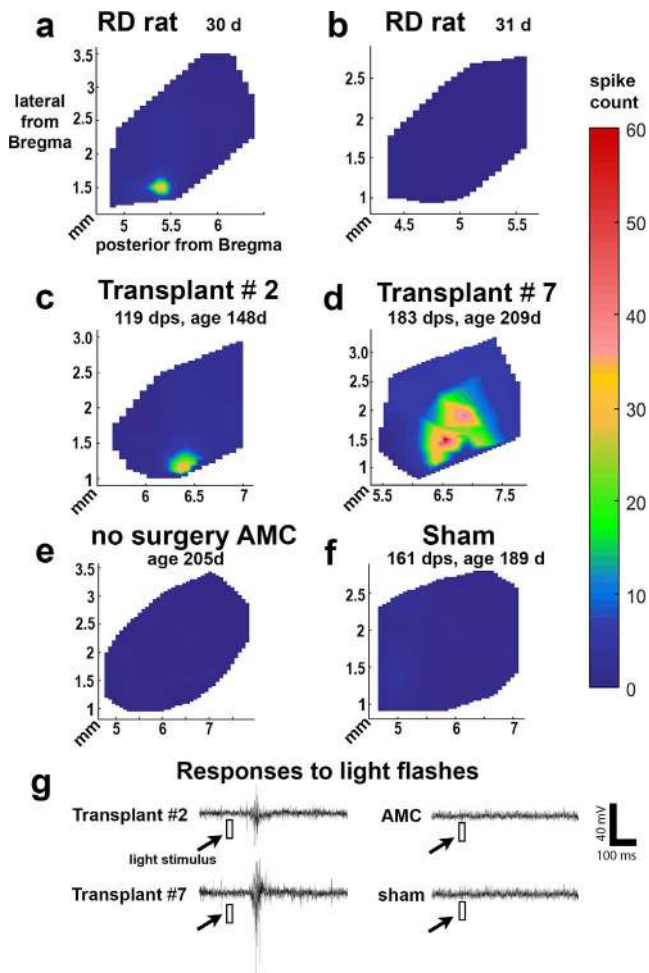 a RD rat 30 d
b RD rat 31 d
spike
count
lateral
from
Bregma
3.5
3
2.5
2
1.5
mm
5 5.5 6
posterior from Bregma
2.5
2
1.5
1
mm
4.5 5 5.5
60
50
40
30
20
10
0
c Transplant # 2
119 dps, age 148d
3.0
2.5
2
1.5
1
mm
6 6.5 7
d Transplant # 7
183 dps, age 209d
3.0
2.5
2
1.5
1
mm
5.5 6.5 7.5
e no surgery AMC
age 205d
3.5
3
2.5
2
1.5
1
mm
5 6 7
f Sham
161 dps, age 189 d
2.5
2
1.5
1
mm
5 6 7
g Responses to light flashes
Transplant #2
light stimulus
Transplant #7
AMC
sham
40 mV
100 ms